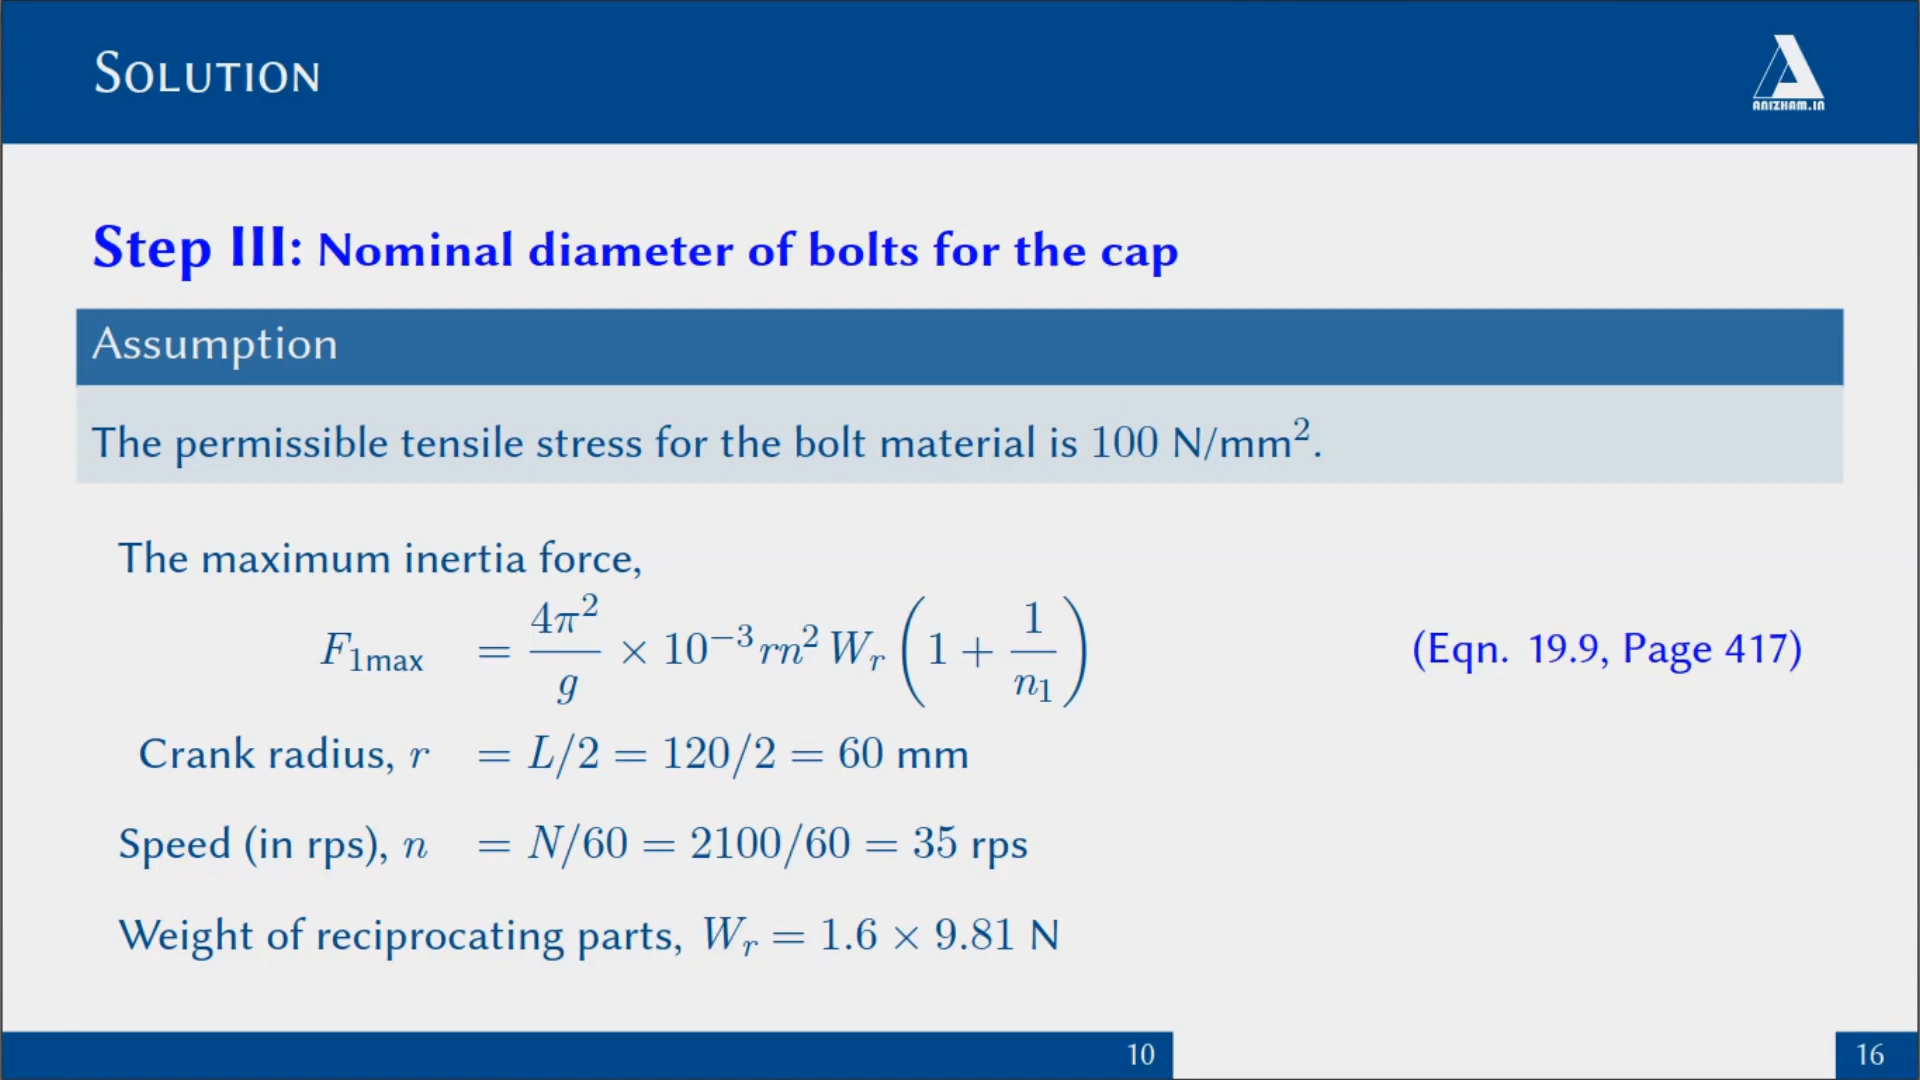 SOLUTION
ANIZHAM.IN
Step III: Nominal diameter of bolts for the cap
Assumption
The permissible tensile stress for the bolt material is 100 N/mm².
The maximum inertia force,
F₁max = 4π²/g × 10⁻³ rn² Wᵣ (1 + 1/n₁) (Eqn. 19.9, Page 417)
Crank radius, r = L/2 = 120/2 = 60 mm
Speed (in rps), n = N/60 = 2100/60 = 35 rps
Weight of reciprocating parts, Wᵣ = 1.6 × 9.81 N
10 16